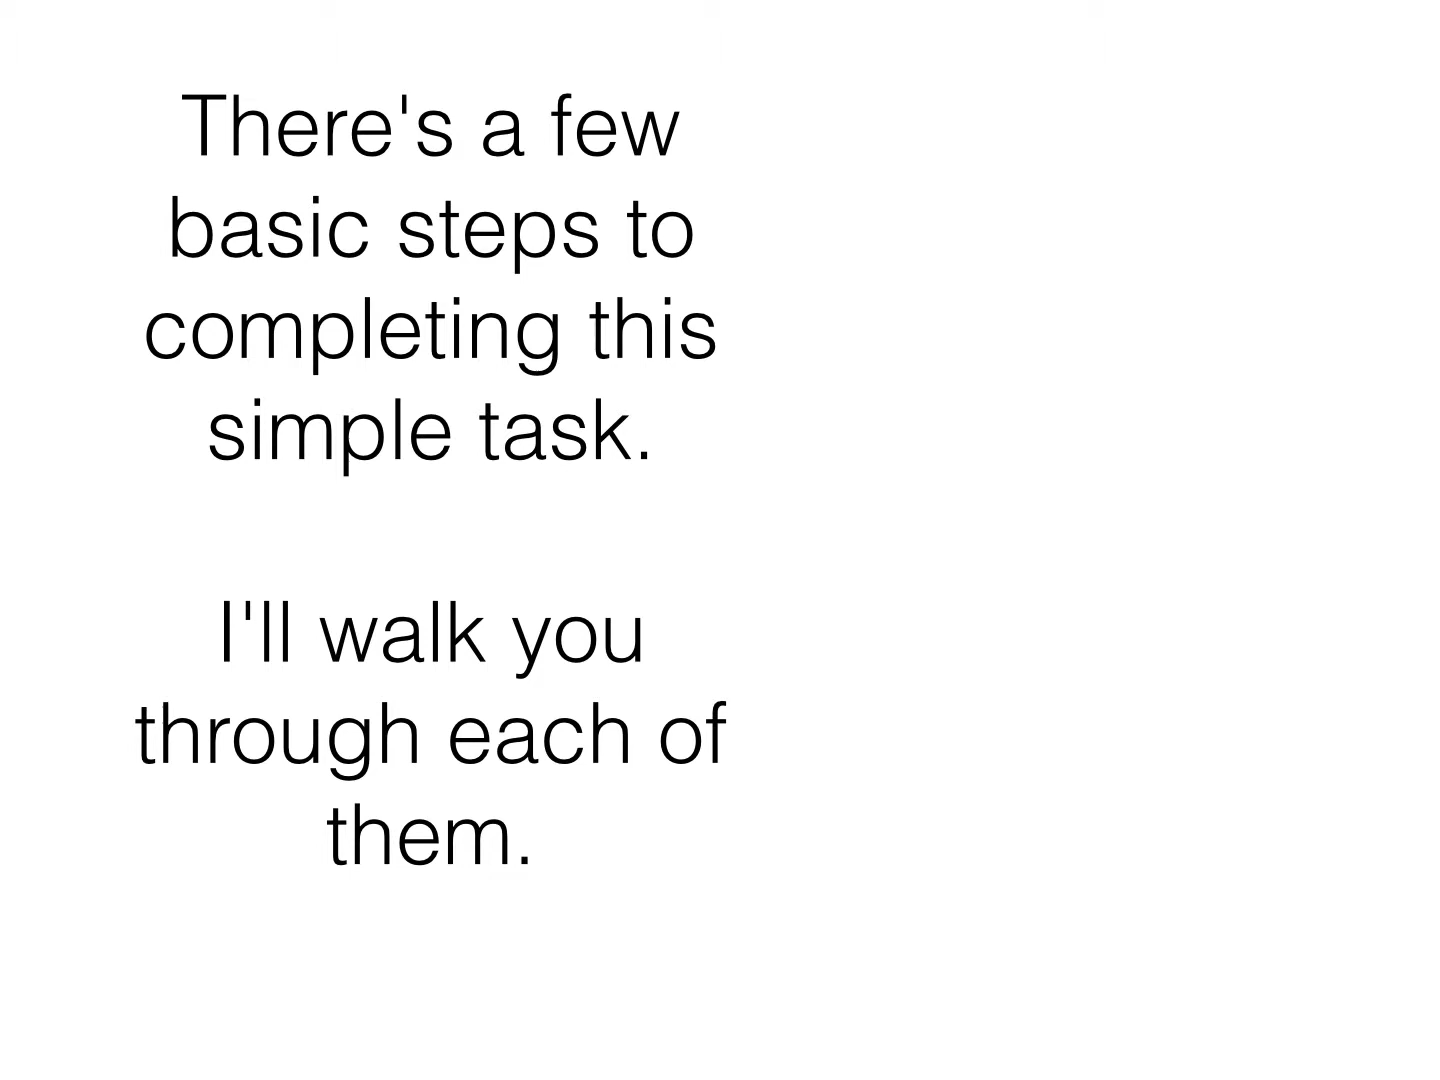 There's a few
basic steps to
completing this
simple task.
I'll walk you
through each of
them.